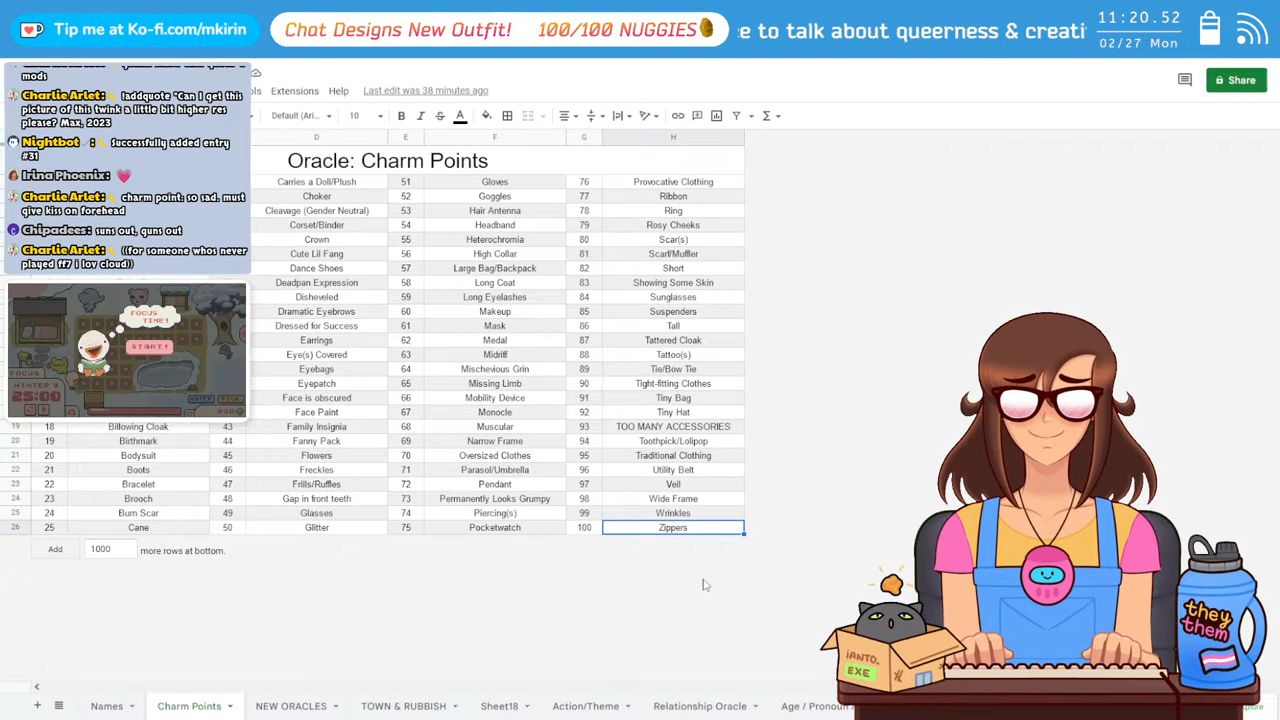 Tip me at Ko-fi.com/mkirin
Chat Designs New Outfit! 100/100 NUGGIES
to talk about queerness & creati
11:20.52
02/27 Mon
mods
Charlie Arlet: !addquote "Can I get this
picture of this twink a little bit higher res
please? Max, 2023
Nightbot: Successfully added entry
#31
Irina Phoenix:
Charlie Arlet: charm point: so sad. must
give kiss on forehead
Chipadees: suns out, guns out
Charlie Arlet: ((for someone whos never
played ff7 i lov cloud))
FOCUS
TIME!
START!
FOCUS
WINTER 9
25:00
Extensions Help Last edit was 38 minutes ago
Share
Default (Ari... 10
D E F G H
Oracle: Charm Points
Carries a Doll/Plush 51 Gloves 76 Provocative Clothing
Choker 52 Goggles 77 Ribbon
Cleavage (Gender Neutral) 53 Hair Antenna 78 Ring
Corset/Binder 54 Headband 79 Rosy Cheeks
Crown 55 Heterochromia 80 Scar(s)
Cute Lil Fang 56 High Collar 81 Scarf/Muffler
Dance Shoes 57 Large Bag/Backpack 82 Short
Deadpan Expression 58 Long Coat 83 Showing Some Skin
Disheveled 59 Long Eyelashes 84 Sunglasses
Dramatic Eyebrows 60 Makeup 85 Suspenders
Dressed for Success 61 Mask 86 Tall
Earrings 62 Medal 87 Tattered Cloak
Eye(s) Covered 63 Midriff 88 Tattoo(s)
Eyebags 64 Mischevious Grin 89 Tie/Bow Tie
Eyepatch 65 Missing Limb 90 Tight-fitting Clothes
Face is obscured 66 Mobility Device 91 Tiny Bag
Face Paint 67 Monocle 92 Tiny Hat
19 18 Billowing Cloak 43 Family Insignia 68 Muscular 93 TOO MANY ACCESSORIES
20 19 Birthmark 44 Fanny Pack 69 Narrow Frame 94 Toothpick/Lolipop
21 20 Bodysuit 45 Flowers 70 Oversized Clothes 95 Traditional Clothing
22 21 Boots 46 Freckles 71 Parasol/Umbrella 96 Utility Belt
23 22 Bracelet 47 Frills/Ruffles 72 Pendant 97 Veil
24 23 Brooch 48 Gap in front teeth 73 Permanently Looks Grumpy 98 Wide Frame
25 24 Burn Scar 49 Glasses 74 Piercing(s) 99 Wrinkles
26 25 Cane 50 Glitter 75 Pocketwatch 100 Zippers
Add 1000 more rows at bottom.
iANTO.
EXE
they
them
Names Charm Points NEW ORACLES TOWN & RUBBISH Sheet18 Action/Theme Relationship Oracle Age / Pronoun /